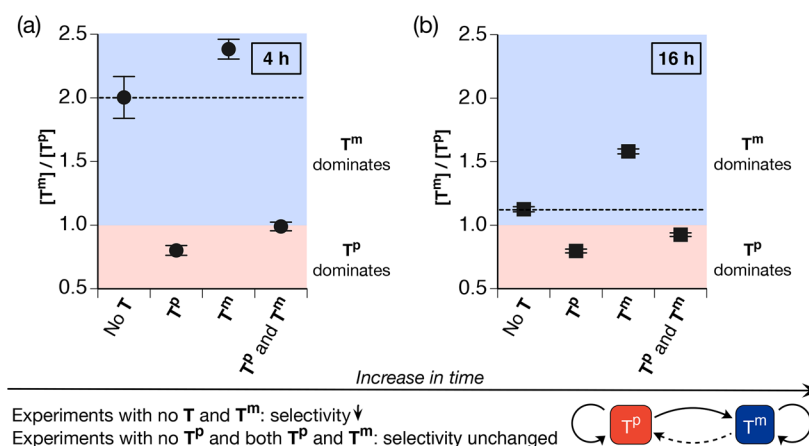 (a)
2.5
2.0
1.5
1.0
0.5
[Tᵐ] / [Tᵖ]
4 h
Tᵐ
dominates
Tᵖ
dominates
No T
Tᵖ
Tᵐ
Tᵖ and Tᵐ
(b)
2.5
2.0
1.5
1.0
0.5
[Tᵐ] / [Tᵖ]
16 h
Tᵐ
dominates
Tᵖ
dominates
No T
Tᵖ
Tᵐ
Tᵖ and Tᵐ
Increase in time
Experiments with no T and Tᵐ: selectivity↓
Experiments with no Tᵖ and both Tᵖ and Tᵐ: selectivity unchanged
Tᵖ
Tᵐ